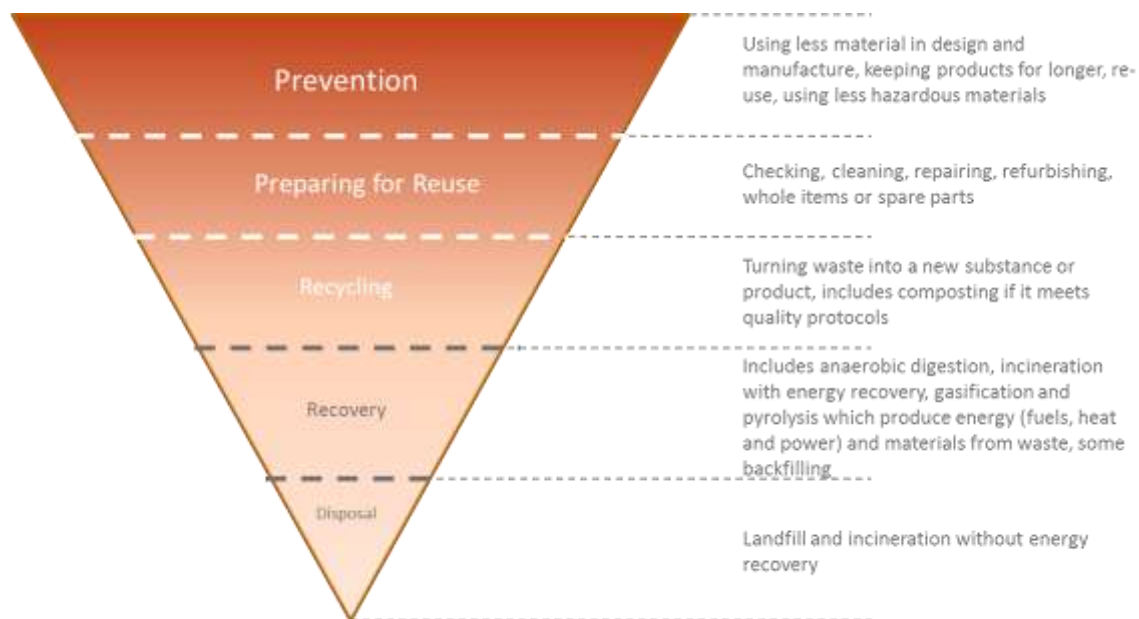 Prevention
Using less material in design and
manufacture, keeping products for longer, re-
use, using less hazardous materials
Preparing for Reuse
Checking, cleaning, repairing, refurbishing,
whole items or spare parts
Recycling
Turning waste into a new substance or
product, includes composting if it meets
quality protocols
Recovery
Includes anaerobic digestion, incineration
with energy recovery, gasification and
pyrolysis which produce energy (fuels, heat
and power) and materials from waste, some
backfilling
Disposal
Landfill and incineration without energy
recovery